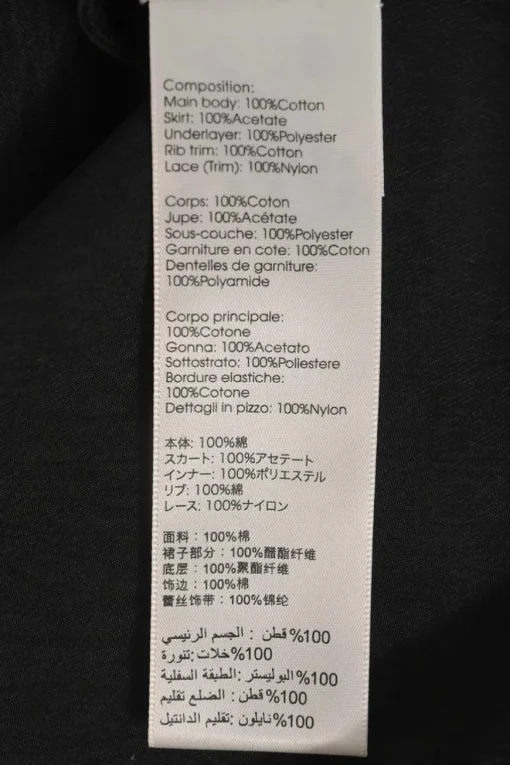 Composition:
Main body: 100%Cotton
Skirt: 100%Acetate
Underlayer: 100%Polyester
Rib trim: 100%Cotton
Lace (Trim): 100%Nylon
Corps: 100%Coton
Jupe: 100%Acétate
Sous-couche: 100%Polyester
Garniture en cote: 100%Coton
Dentelles de garniture:
100%Polyamide
Corpo principale:
100%Cotone
Gonna: 100%Acetato
Sottostrato: 100%Poliestere
Bordure elastiche:
100%Cotone
Dettagli in pizzo: 100%Nylon
本体: 100%綿
スカート: 100%アセテート
インナー: 100%ポリエステル
リブ: 100%綿
レース: 100%ナイロン
面料：100%棉
裙子部分：100%醋酯纤维
底层：100%聚酯纤维
饰边：100%棉
蕾丝饰带：100%锦纶
100%قطن : الجسم الرئيسي
100%خلات:تنورة
100%البوليستر :الطبقة السفلية
100%قطن : الضلع تقليم
100%نايلون :تقليم الدانتيل